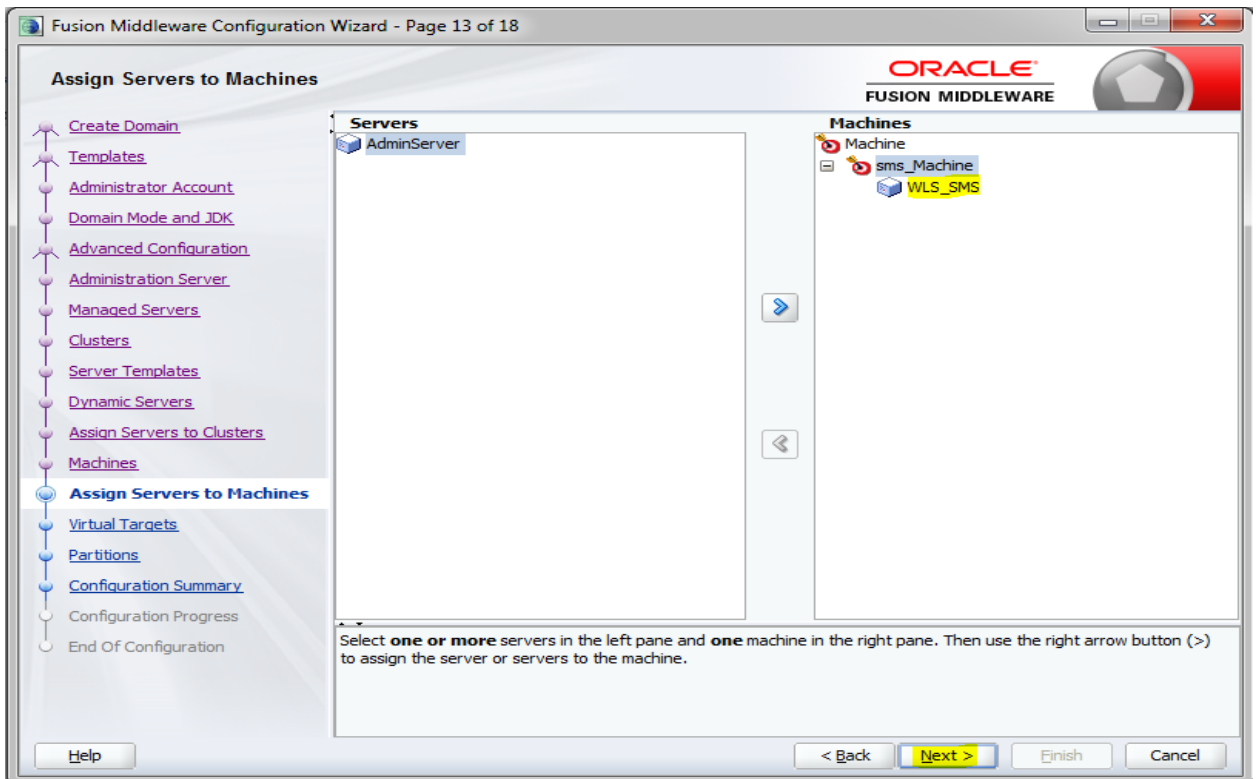 Fusion Middleware Configuration Wizard - Page 13 of 18
Assign Servers to Machines
ORACLE
FUSION MIDDLEWARE
Create Domain
Templates
Administrator Account
Domain Mode and JDK
Advanced Configuration
Administration Server
Managed Servers
Clusters
Server Templates
Dynamic Servers
Assign Servers to Clusters
Machines
Assign Servers to Machines
Virtual Targets
Partitions
Configuration Summary
Configuration Progress
End Of Configuration
Servers
AdminServer
Machines
Machine
sms_Machine
WLS_SMS
Select one or more servers in the left pane and one machine in the right pane. Then use the right arrow button (>)
to assign the server or servers to the machine.
Help
< Back
Next >
Finish
Cancel